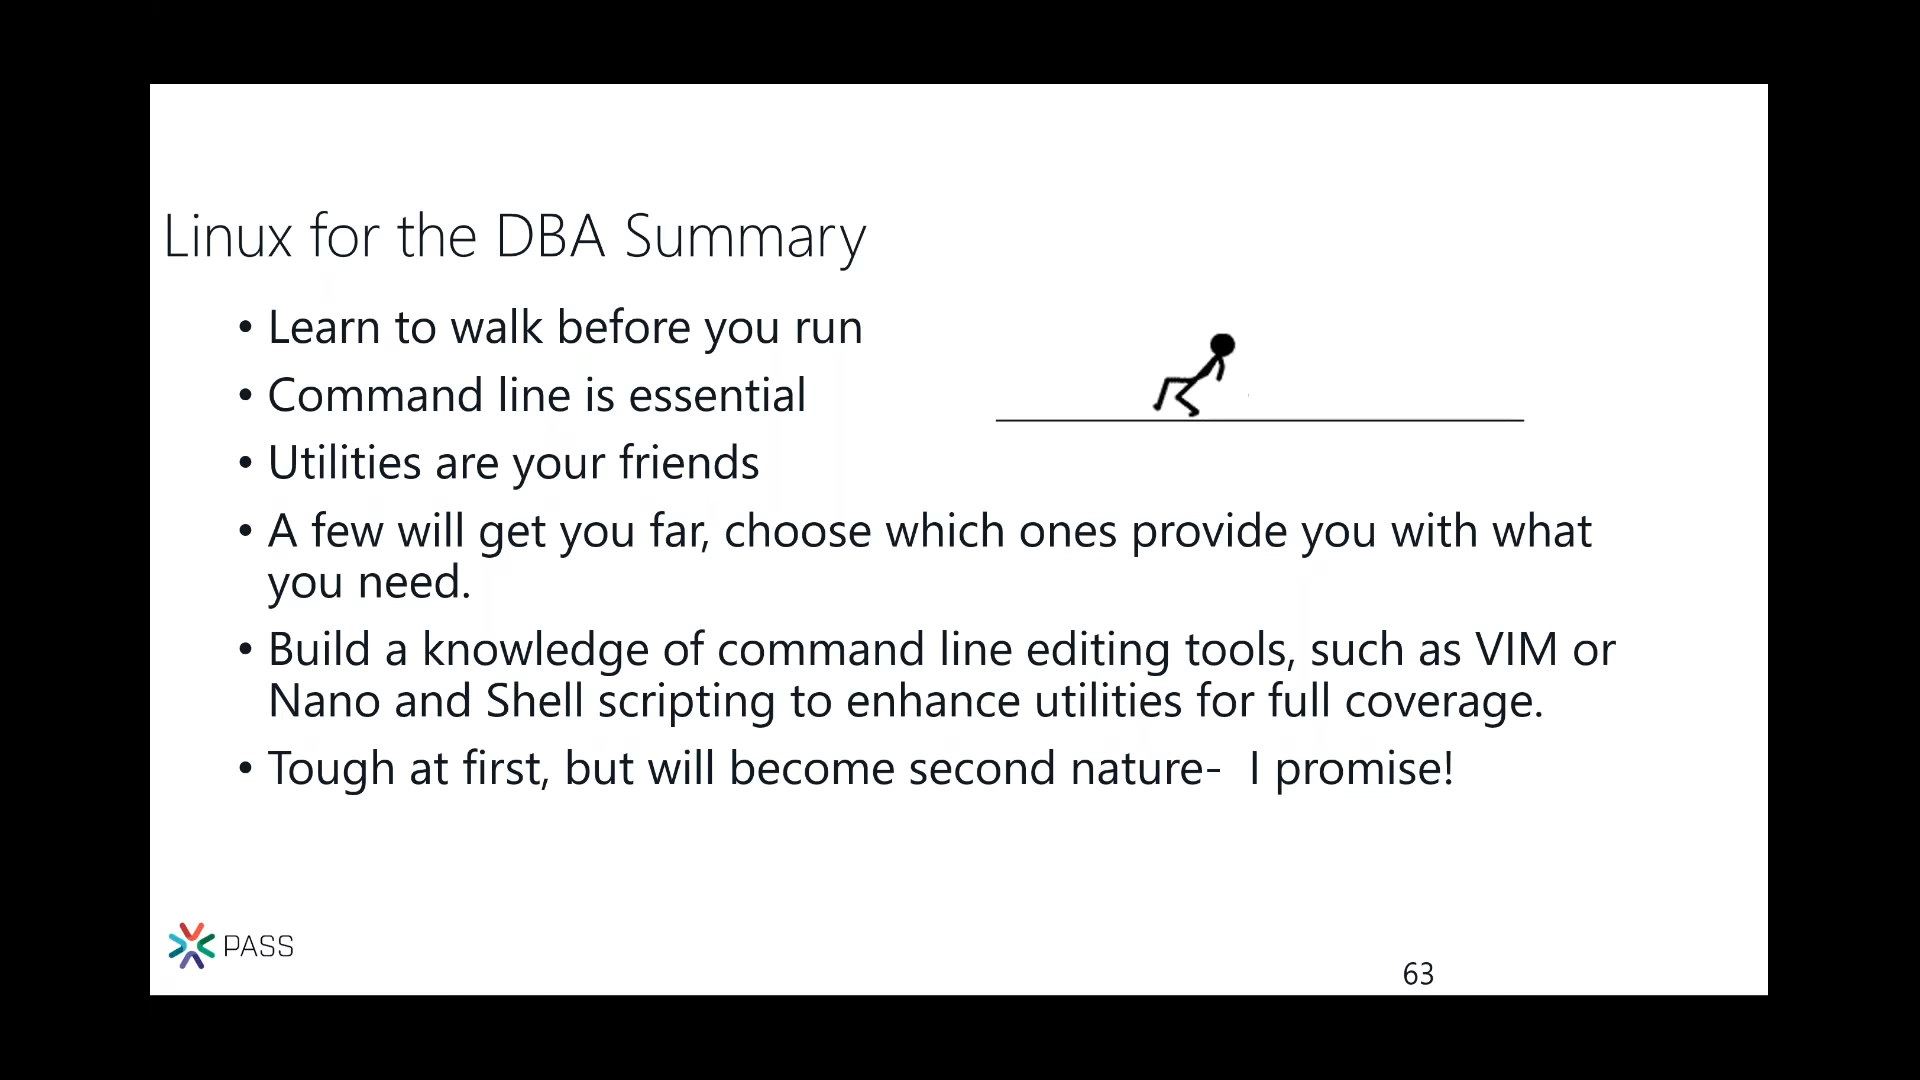 Linux for the DBA Summary
• Learn to walk before you run
• Command line is essential
• Utilities are your friends
• A few will get you far, choose which ones provide you with what
you need.
• Build a knowledge of command line editing tools, such as VIM or
Nano and Shell scripting to enhance utilities for full coverage.
• Tough at first, but will become second nature-  I promise!
PASS
63